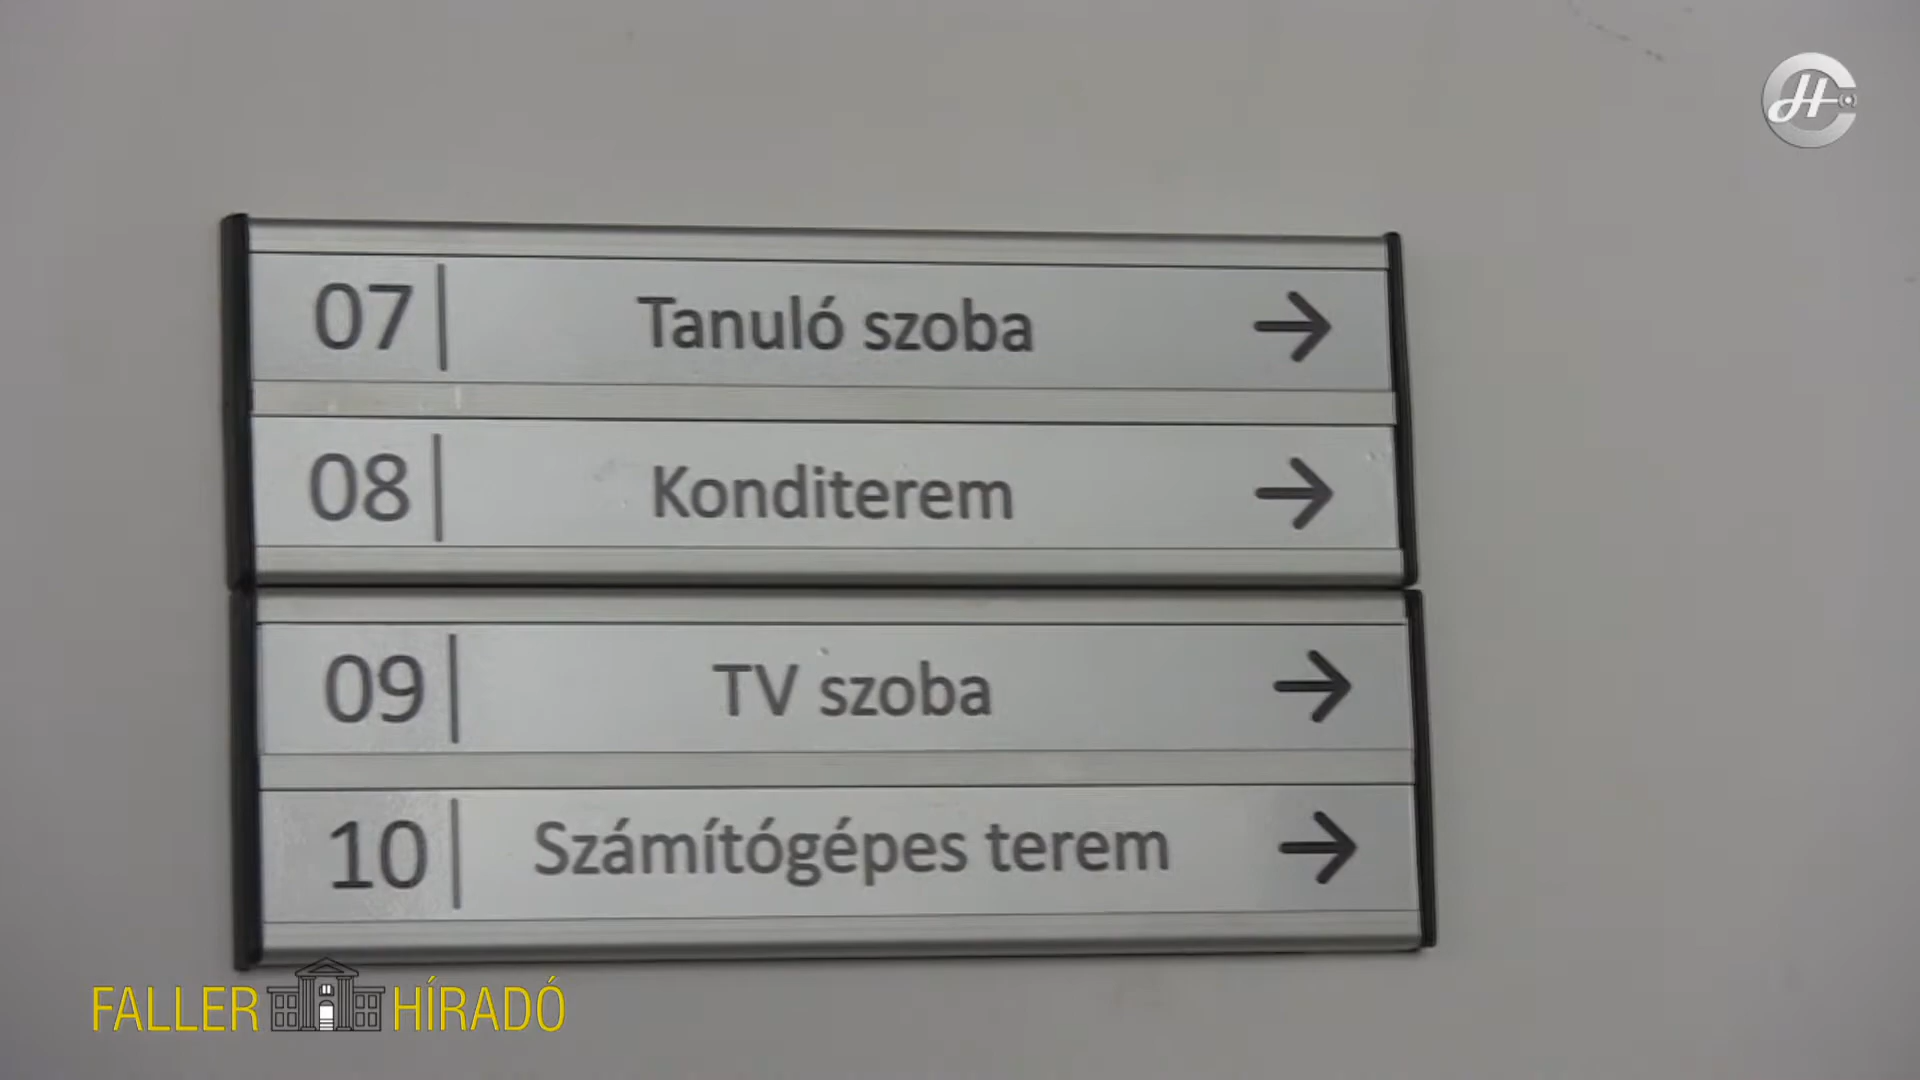 07 Tanuló szoba →
08 Konditerem →
09 TV szoba →
10 Számítógépes terem →
FALLER HÍRADÓ